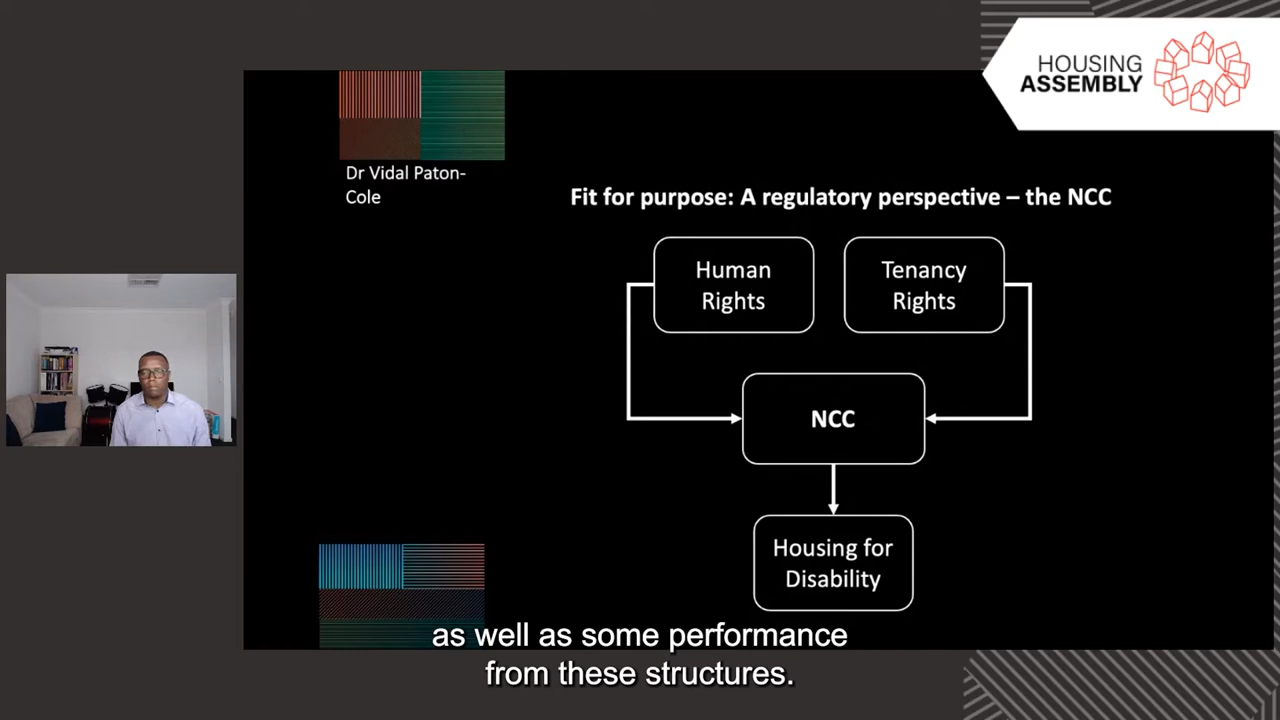 HOUSING
ASSEMBLY
Dr Vidal Paton-
Cole
Fit for purpose: A regulatory perspective – the NCC
Human
Rights
Tenancy
Rights
NCC
Housing for
Disability
as well as some performance
from these structures.